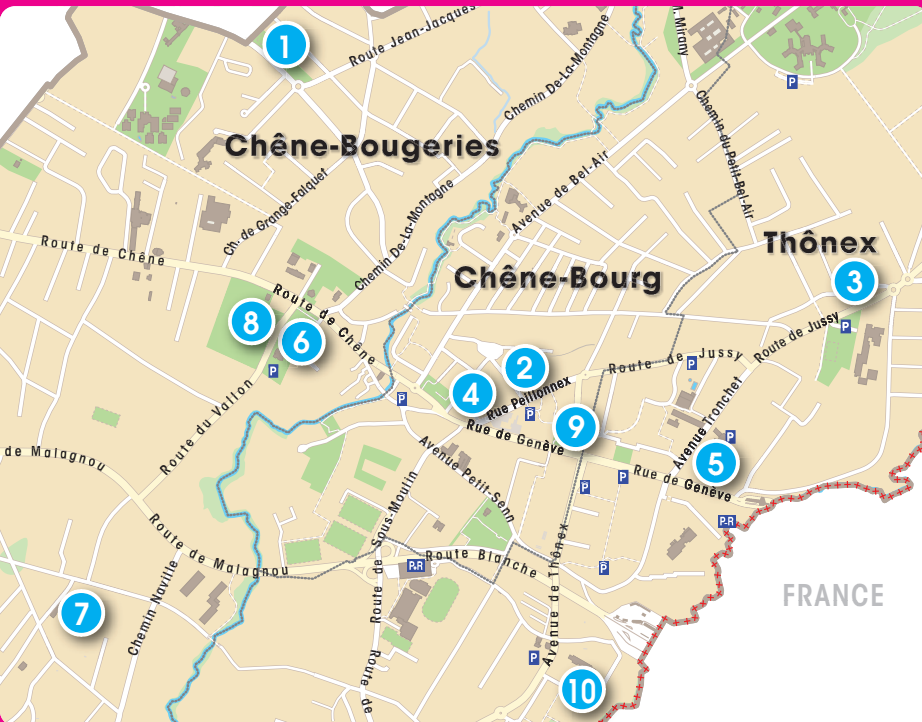 1
Route Jean-Jacques
M. Mirany
Chemin De-La-Montagne
P
Chêne-Bougeries
Chemin du Petit-Bel-Air
Avenue de Bel-Air
Ch. de Grange-Falquet
Chemin De-La-Montagne
Route de Chêne
Thônex
Chêne-Bourg
3
Route de Chêne
8
6
P
Route de Jussy
Route de Jussy
P
P
2
4
Rue Peillonnex
P
P
9
Rue de Genève
Route du Vallon
Avenue Tronchet
P
5
Rue de Genève
de Malagnou
Avenue Petit-Senn
P
P
P.R
Route de Malagnou
Route de Sous-Moulin
P.R
Route Blanche
Avenue de Thônex
P
FRANCE
7
Chemin Naville
Route de
P
10